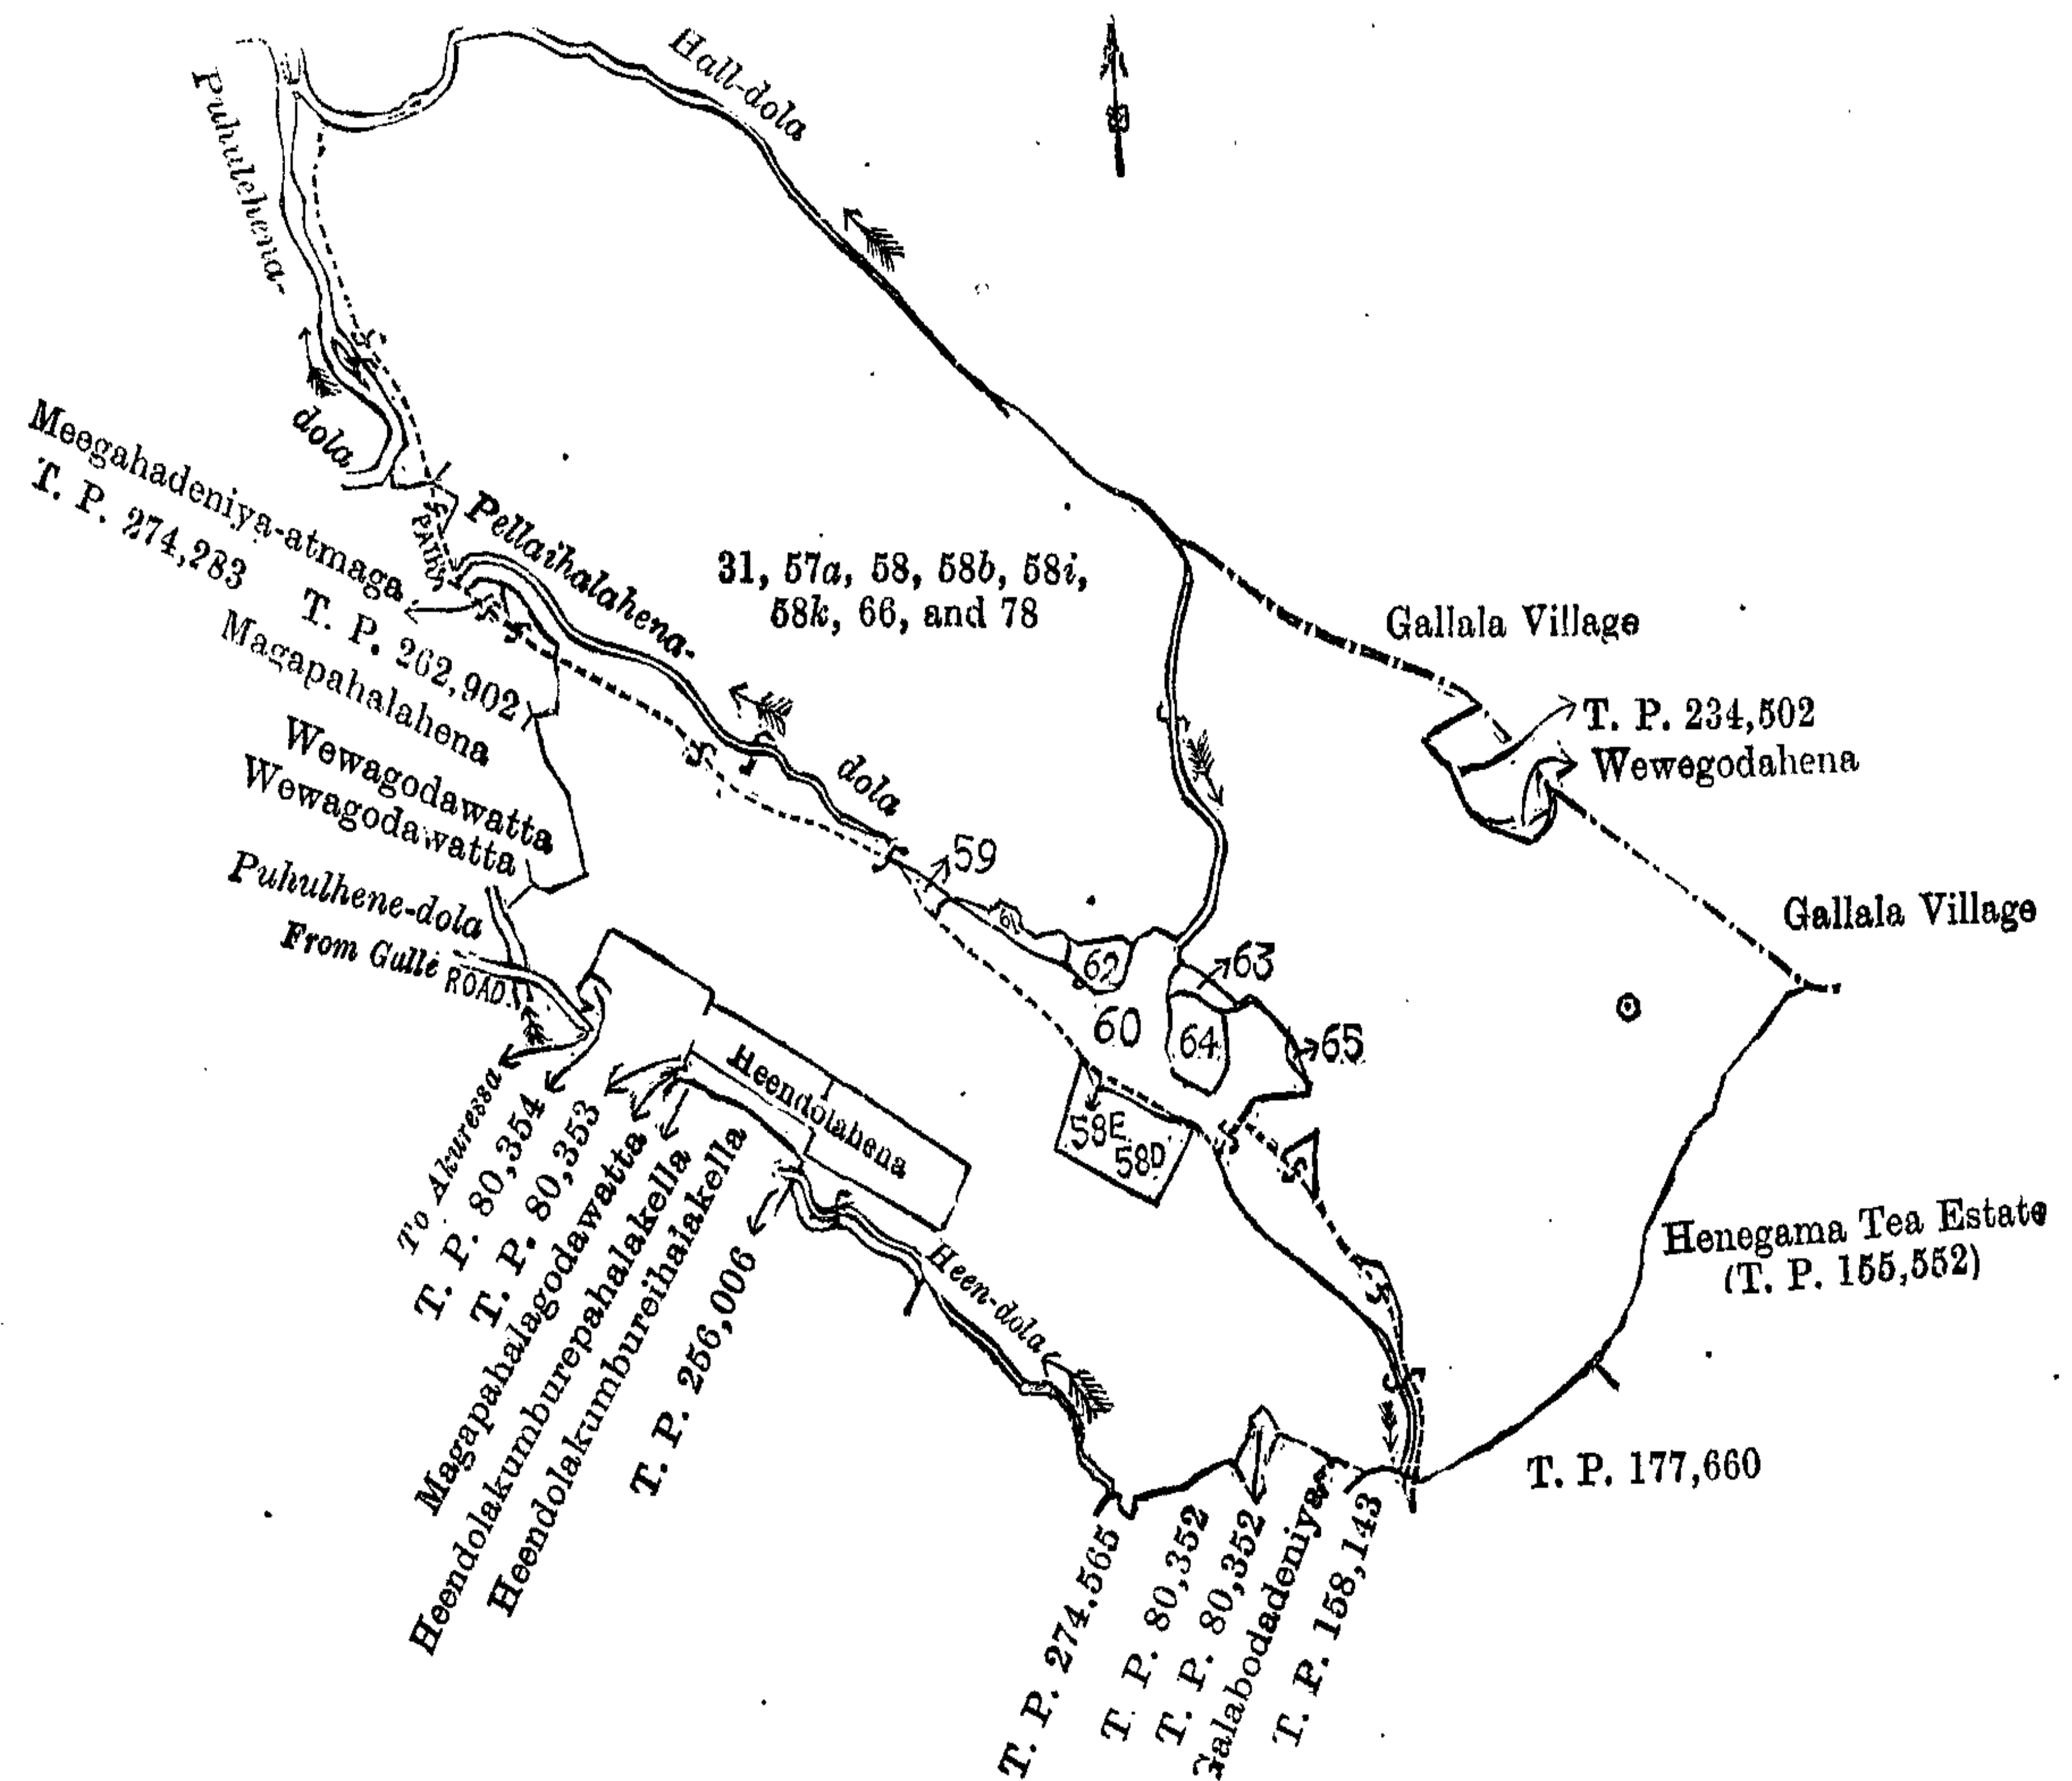 Hall-dola
Puhulehena-
dola
Meegahadeniya-atmaga
T. P. 274,283
PATH
Pellaihalahena-
dola
31, 57a, 58, 58b, 58i,
58k, 66, and 78
Gallala Village
T. P. 234,502
Wewegodahena
T. P. 262,902
Magapahalahena
Wewagodawatta
Wewagodawatta
Puhulhene-dola
From Galle
ROAD
59
62
63
60
64
65
Gallala Village
Heendolahena
58E
58D
To Akuressa
T. P. 80,354
T. P. 80,353
Magapahalagodawatta
Heendolakumburepahalakella
Heendolakumbureihalakella
T. P. 256,006
Heen-dola
Henegama Tea Estate
(T. P. 155,552)
T. P. 177,660
T. P. 274,565
T. P. 80,352
T. P. 80,352
T. P. 158,143